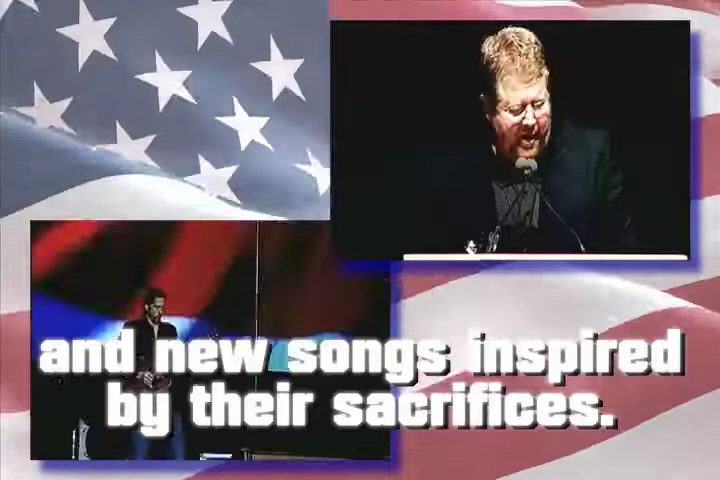 and new songs inspired
by their sacrifices.